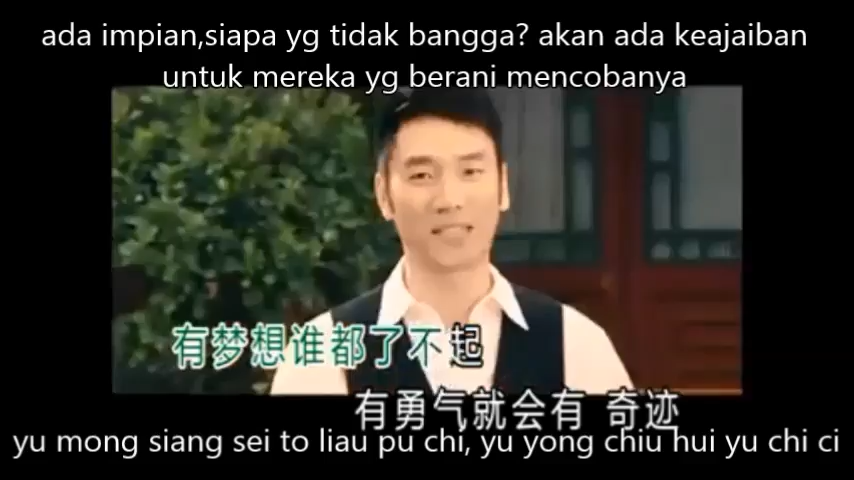 ada impian,siapa yg tidak bangga? akan ada keajaiban
untuk mereka yg berani mencobanya
有梦想谁都了不起
有勇气就会有 奇迹
yu mong siang sei to liau pu chi, yu yong chiu hui yu chi ci